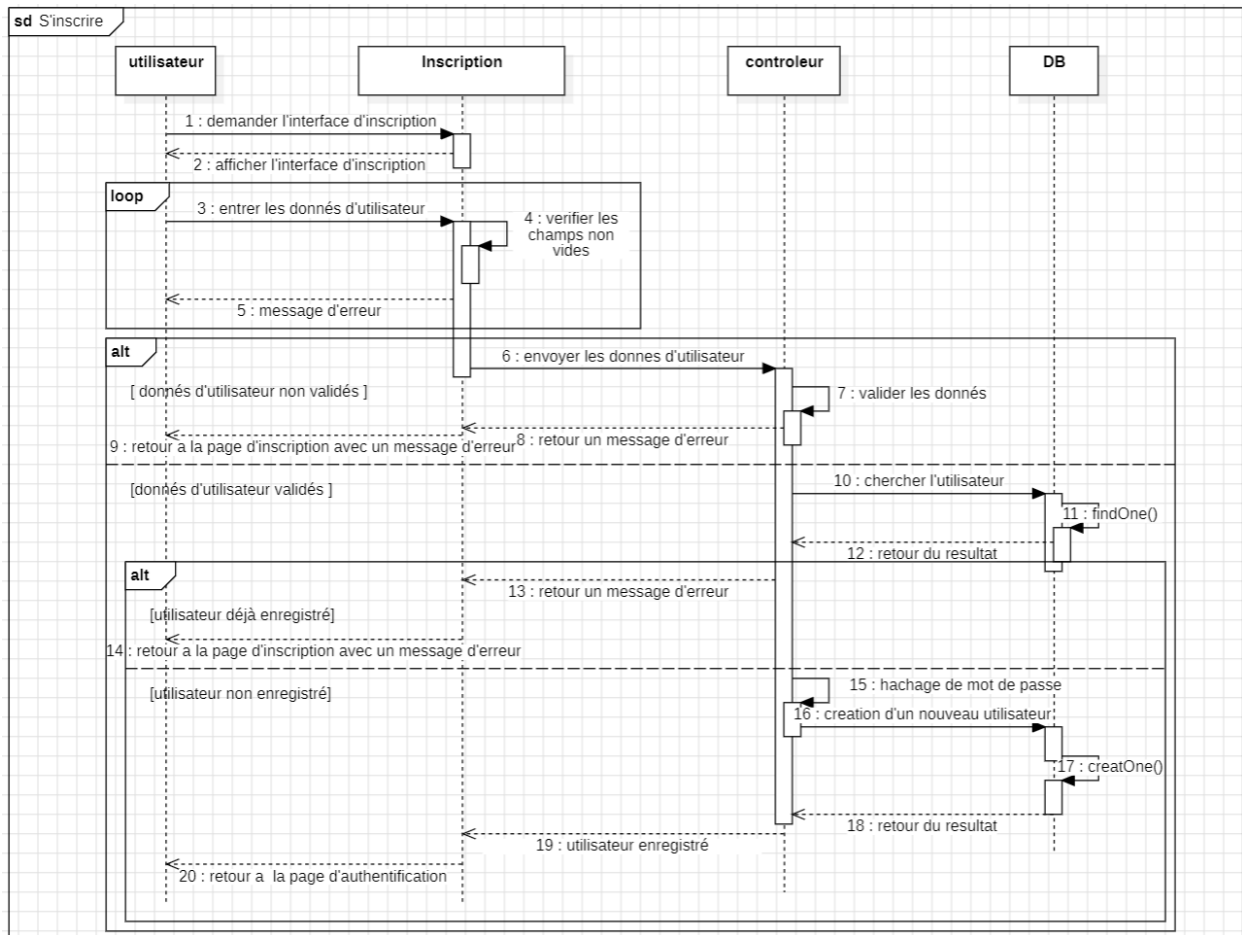 sd S'inscrire
utilisateur
Inscription
controleur
DB
1 : demander l'interface d'inscription
2 : afficher l'interface d'inscription
loop
3 : entrer les donnés d'utilisateur
4 : verifier les
champs non
vides
5 : message d'erreur
alt
6 : envoyer les donnes d'utilisateur
[ donnés d'utilisateur non validés ]
7 : valider les donnés
8 : retour un message d'erreur
9 : retour a la page d'inscription avec un message d'erreur
[donnés d'utilisateur validés ]
10 : chercher l'utilisateur
11 : findOne()
12 : retour du resultat
alt
13 : retour un message d'erreur
[utilisateur déjà enregistré]
14 : retour a la page d'inscription avec un message d'erreur
[utilisateur non enregistré]
15 : hachage de mot de passe
16 : creation d'un nouveau utilisateur
17 : creatOne()
18 : retour du resultat
19 : utilisateur enregistré
20 : retour a la page d'authentification